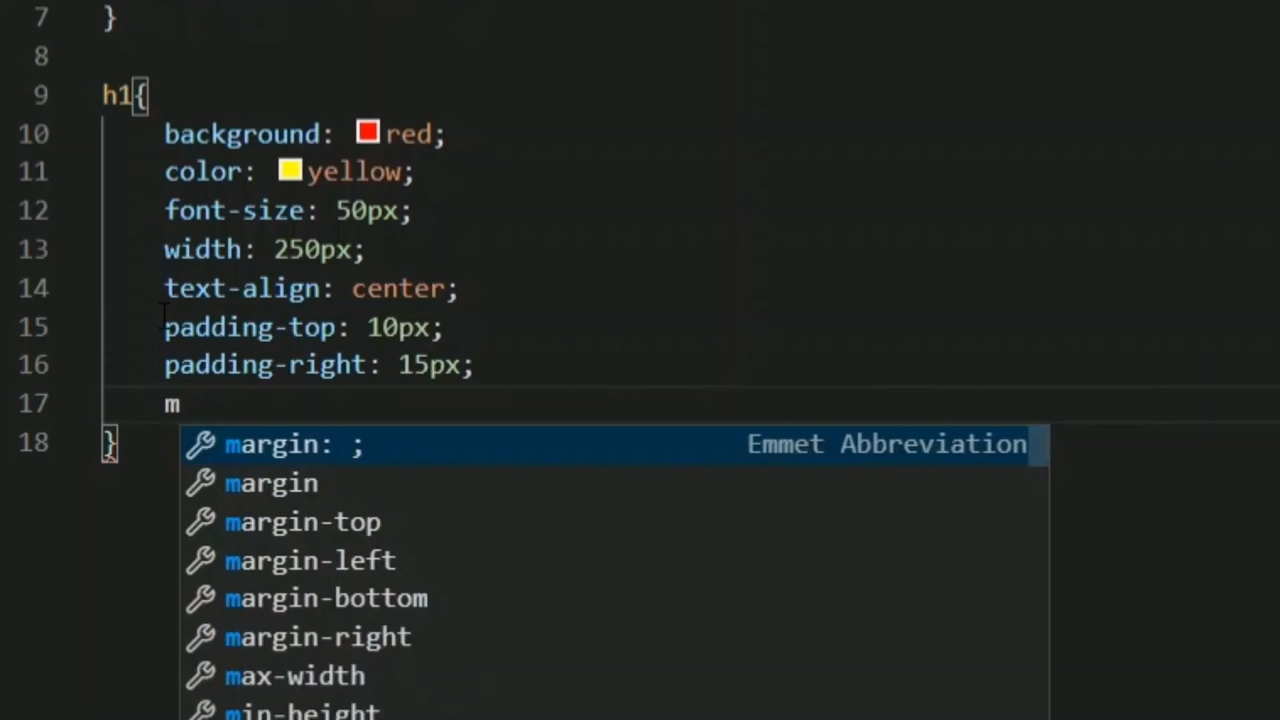 7 }
8
9 h1{
10 background: red;
11 color: yellow;
12 font-size: 50px;
13 width: 250px;
14 text-align: center;
15 padding-top: 10px;
16 padding-right: 15px;
17 m
18 }
margin: ; Emmet Abbreviation
margin
margin-top
margin-left
margin-bottom
margin-right
max-width
min-height